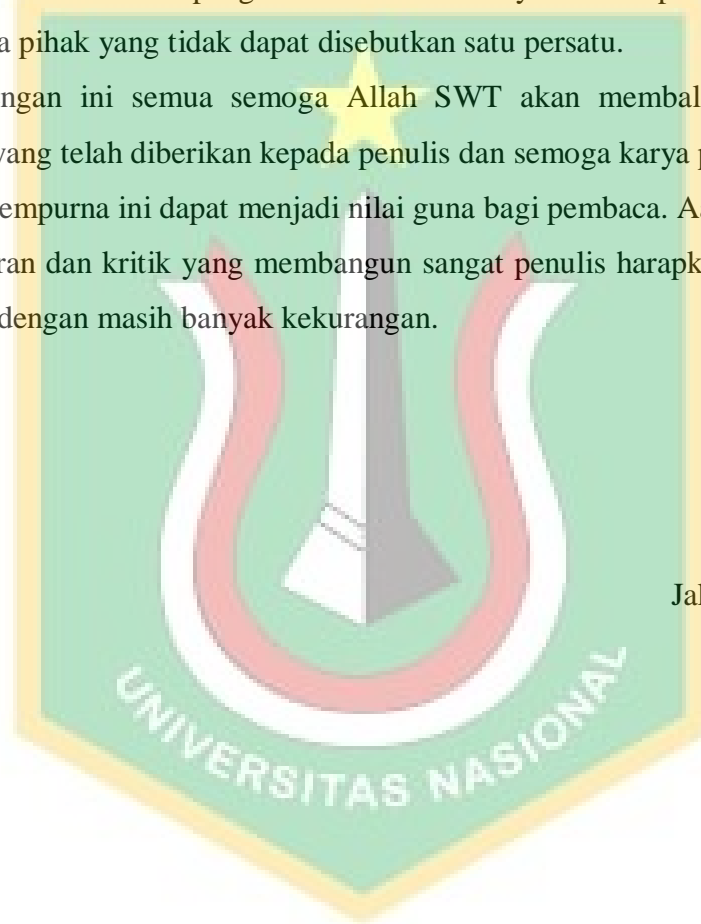 a pihak yang tidak dapat disebutkan satu persatu.
ngan ini semua semoga Allah SWT akan membal
yang telah diberikan kepada penulis dan semoga karya p
empurna ini dapat menjadi nilai guna bagi pembaca. A
ran dan kritik yang membangun sangat penulis harapk
dengan masih banyak kekurangan.
Jal
UNIVERSITAS NASIONAL